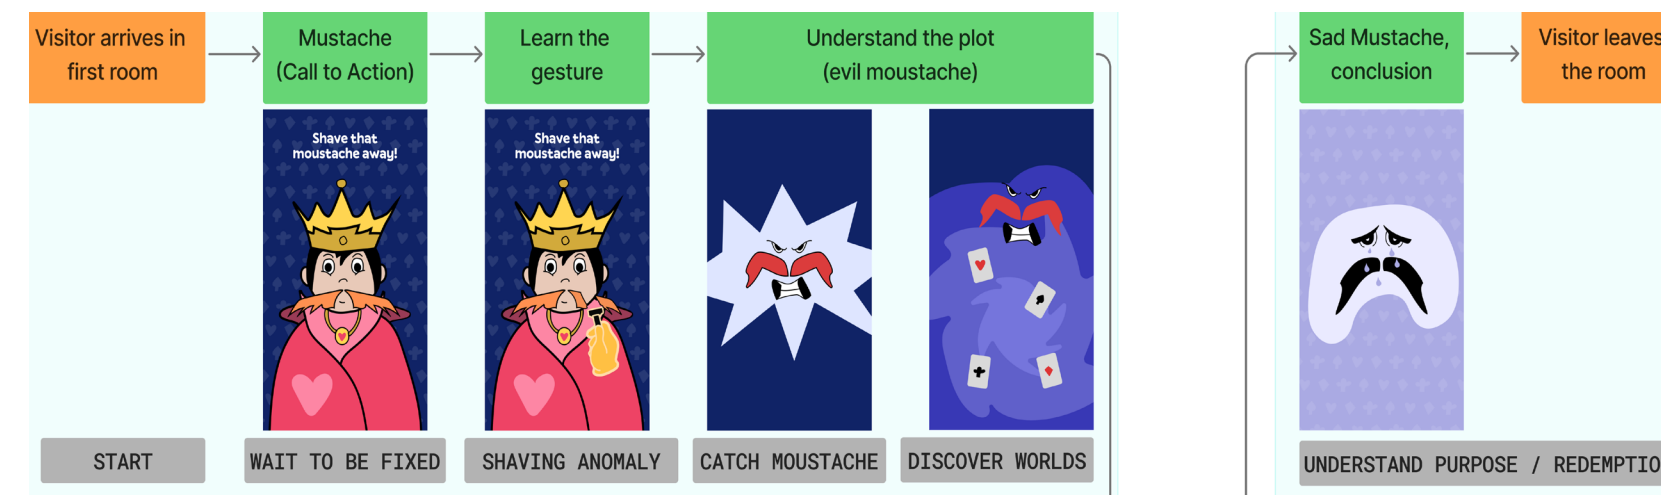 Visitor arrives in
first room
Mustache
(Call to Action)
Learn the
gesture
Understand the plot
(evil moustache)
Sad Mustache,
conclusion
Visitor leaves
the room
Shave that
moustache away!
Shave that
moustache away!
START
WAIT TO BE FIXED
SHAVING ANOMALY
CATCH MOUSTACHE
DISCOVER WORLDS
UNDERSTAND PURPOSE / REDEMPTIO